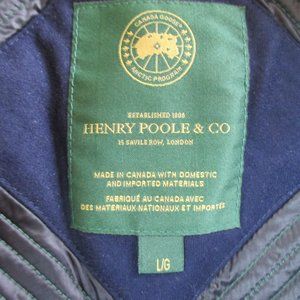 CANADA GOOSE
ARCTIC PROGRAM
ESTABLISHED 1806
HENRY POOLE & CO
15 SAVILE ROW, LONDON
MADE IN CANADA WITH DOMESTIC
AND IMPORTED MATERIALS
FABRIQUÉ AU CANADA AVEC
DES MATERIAUX NATIONAUX ET IMPORTÉS
L/G